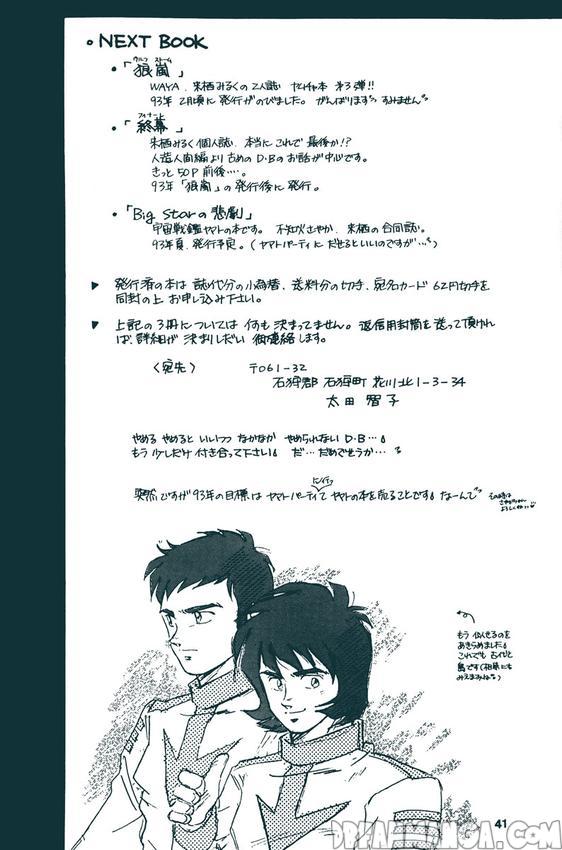 • NEXT BOOK
ウルフ ストーム
•「狼嵐」
WAYA、来栖みるくの2人誌 ヤムチャ本 第3弾!!
93年2月頃に発行がのびました。がんばります すみません
フィナーレ
•「終幕」
来栖みるく個人誌 本当にこれで最後か!?
人造人間編より古めのD・Bのお話が中心です。
きっと50P前後‥‥。
93年「狼嵐」の発行後に発行。
•「Big Starの悲劇」
宇宙戦艦ヤマトの本です。不知火さやか、来栖の合同誌。
93年夏、発行予定。(ヤマトパーティにだせるといいのですが…)
▶ 発行済の本は 誌代分の小為替、送料分の切手、宛名カード 62円切手を
同封の上 お申し込み下さい。
▶ 上記の3冊については 何も決まってません。返信用封筒を送って頂けれ
ば、詳細が決まりしだい 御連絡します。
〈宛先〉 〒061-32
石狩郡 石狩町 花川北1-3-34
太田 智子
やめる やめると いいつつ なかなか やめられない D・B…
もう少しだけ 付き合って下さい だ…だめでせうか…
突然ですが93年の目標は ヤマトパーティで ヤマトの本を売ることです なーんて
もう 似せるのを
あきらめました
これでも 古代と
島です(相原にも
みえまみね)
41
DREAMMANGA.COM